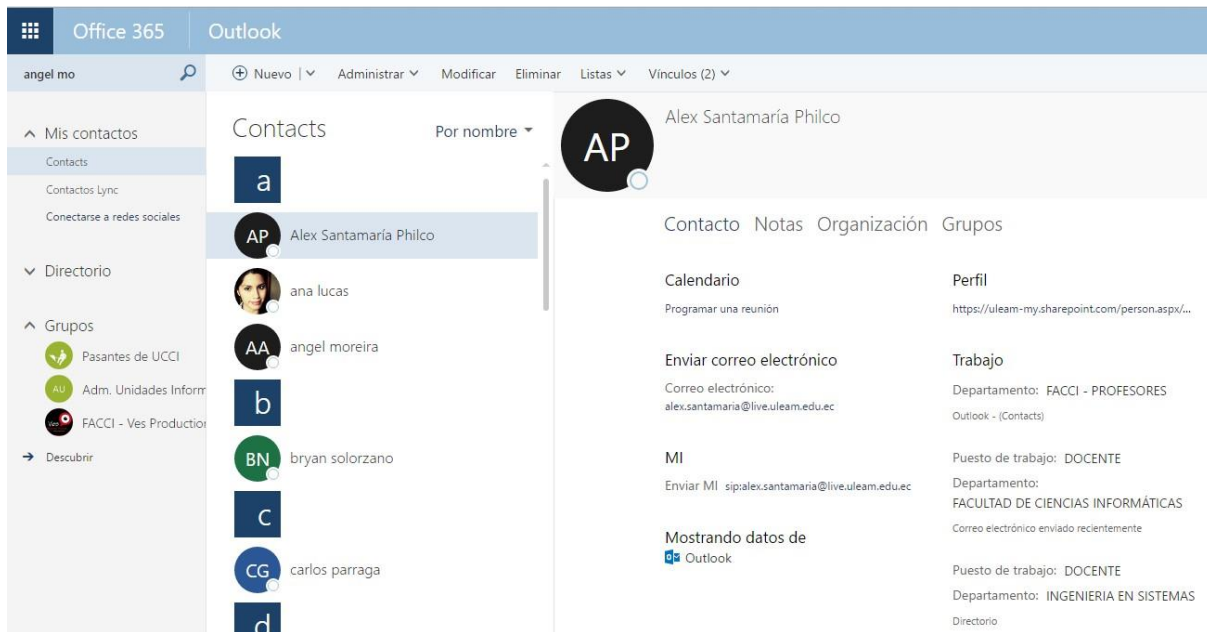 Office 365
Outlook
angel mo
Nuevo
Administrar
Modificar
Eliminar
Listas
Vínculos (2)
Mis contactos
Contacts
Contactos Lync
Conectarse a redes sociales
Directorio
Grupos
Pasantes de UCCI
AU
Adm. Unidades Inform
FACCI - Ves Production
Descubrir
Contacts
Por nombre
a
AP
Alex Santamaría Philco
ana lucas
AA
angel moreira
b
BN
bryan solorzano
c
CG
carlos parraga
d
AP
Alex Santamaría Philco
Contacto Notas Organización Grupos
Calendario
Programar una reunión
Enviar correo electrónico
Correo electrónico:
alex.santamaria@live.uleam.edu.ec
MI
Enviar MI sip:alex.santamaria@live.uleam.edu.ec
Mostrando datos de
Outlook
Perfil
https://uleam-my.sharepoint.com/person.aspx/...
Trabajo
Departamento: FACCI - PROFESORES
Outlook - (Contacts)
Puesto de trabajo: DOCENTE
Departamento:
FACULTAD DE CIENCIAS INFORMÁTICAS
Correo electrónico enviado recientemente
Puesto de trabajo: DOCENTE
Departamento: INGENIERIA EN SISTEMAS
Directorio